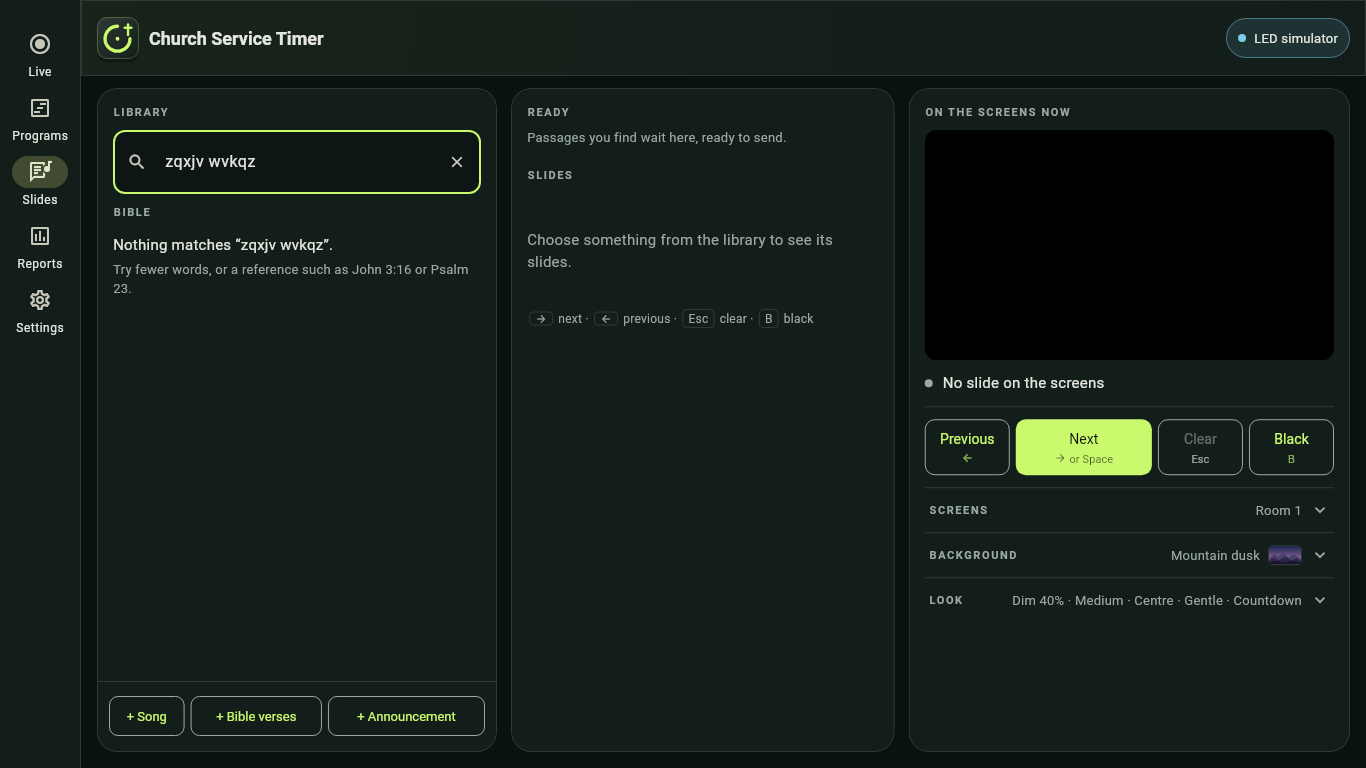 Church Service Timer
LED simulator
Live
Programs
Slides
Reports
Settings
LIBRARY
zqxjv wvkqz
BIBLE
Nothing matches “zqxjv wvkqz”.
Try fewer words, or a reference such as John 3:16 or Psalm
23.
+ Song
+ Bible verses
+ Announcement
READY
Passages you find wait here, ready to send.
SLIDES
Choose something from the library to see its
slides.
→ next · ← previous · Esc clear · B black
ON THE SCREENS NOW
No slide on the screens
Previous
←
Next
→ or Space
Clear
Esc
Black
B
SCREENS
Room 1
BACKGROUND
Mountain dusk
LOOK
Dim 40% · Medium · Centre · Gentle · Countdown